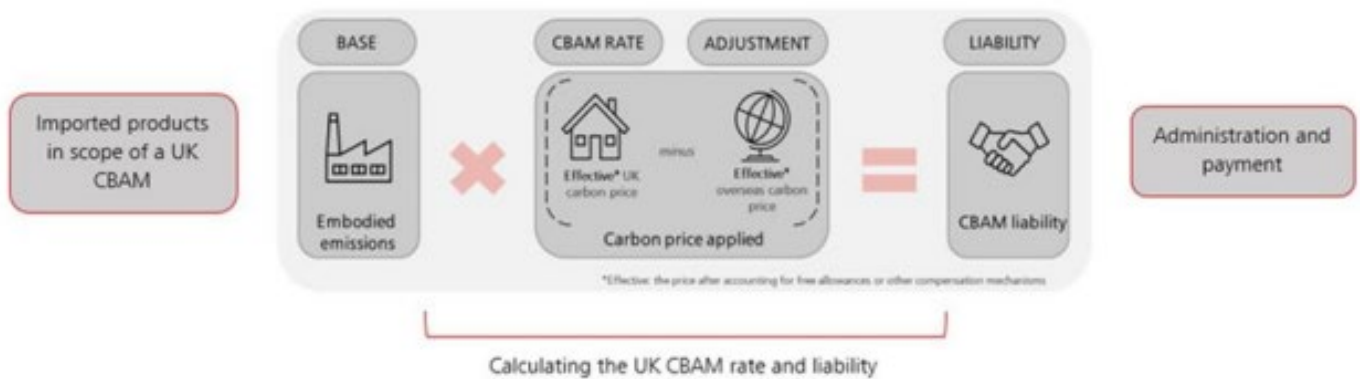 BASE
CBAM RATE
ADJUSTMENT
LIABILITY
Imported products
in scope of a UK
CBAM
Embodied
emissions
Effective* UK
carbon price
minus
Effective*
overseas carbon
price
Carbon price applied
CBAM liability
Administration and
payment
*Effective: the price after accounting for free allowances or other compensation mechanisms
Calculating the UK CBAM rate and liability